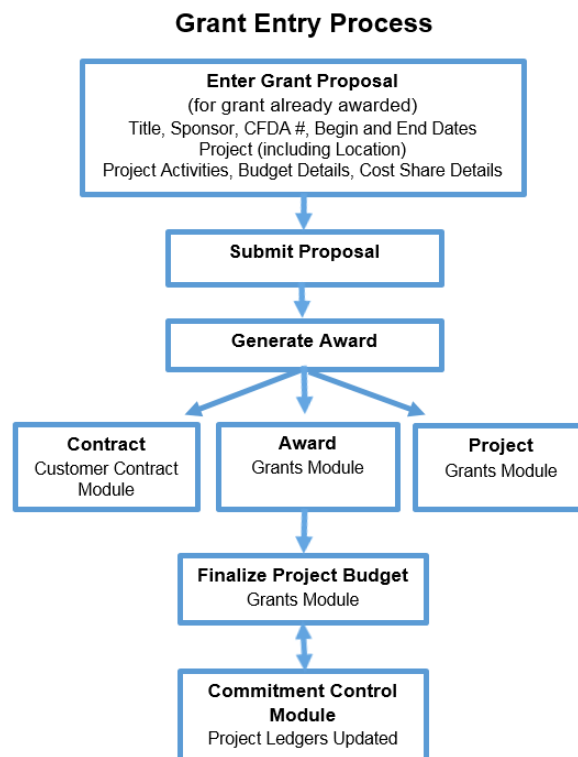 Grant Entry Process
Enter Grant Proposal
(for grant already awarded)
Title, Sponsor, CFDA #, Begin and End Dates
Project (including Location)
Project Activities, Budget Details, Cost Share Details
Submit Proposal
Generate Award
Contract
Customer Contract
Module
Award
Grants Module
Project
Grants Module
Finalize Project Budget
Grants Module
Commitment Control
Module
Project Ledgers Updated